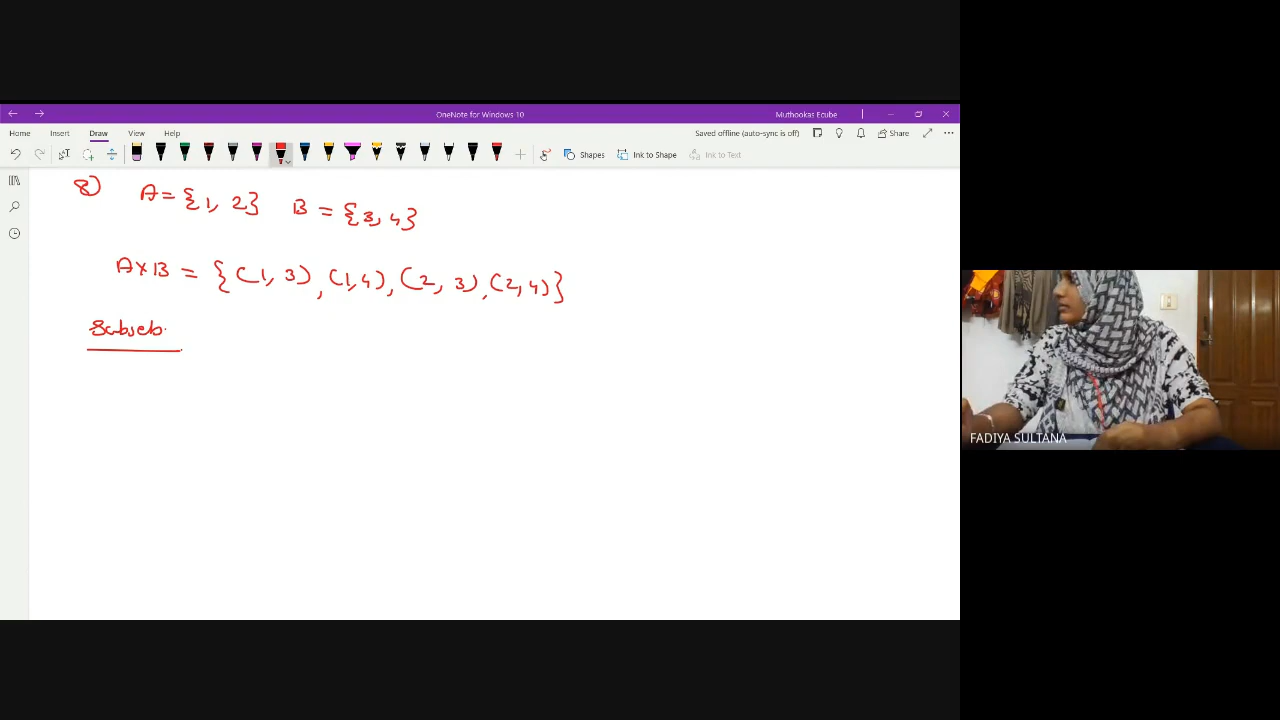 OneNote for Windows 10
Muthookas Ecube
Home Insert Draw View Help
Saved offline (auto-sync is off)
Share
Shapes
Ink to Shape
Ink to Text
8) A = {1, 2} B = {3, 4}
A×B = {(1, 3), (1,4), (2, 3), (2,4)}
Subsets
FADIYA SULTANA